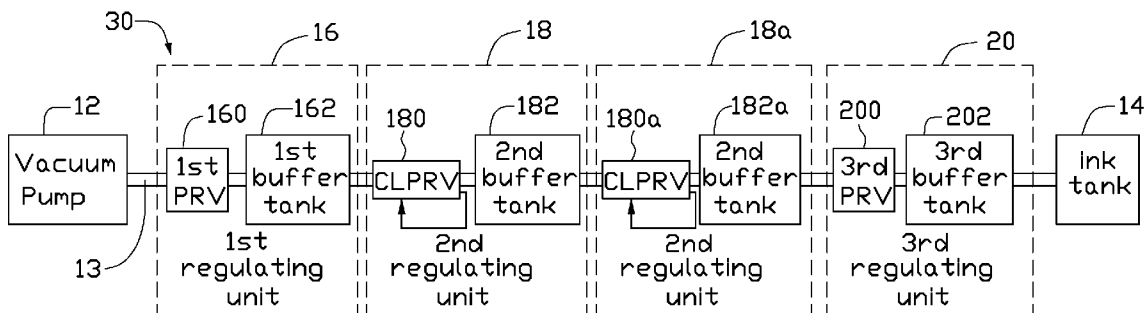 30
16
18
18a
20
12
160
162
180
182
180a
182a
200
202
14
Vacuum
Pump
1st
PRV
1st
buffer
tank
CLPRV
2nd
buffer
tank
CLPRV
2nd
buffer
tank
3rd
PRV
3rd
buffer
tank
ink
tank
13
1st
regulating
unit
2nd
regulating
unit
2nd
regulating
unit
3rd
regulating
unit